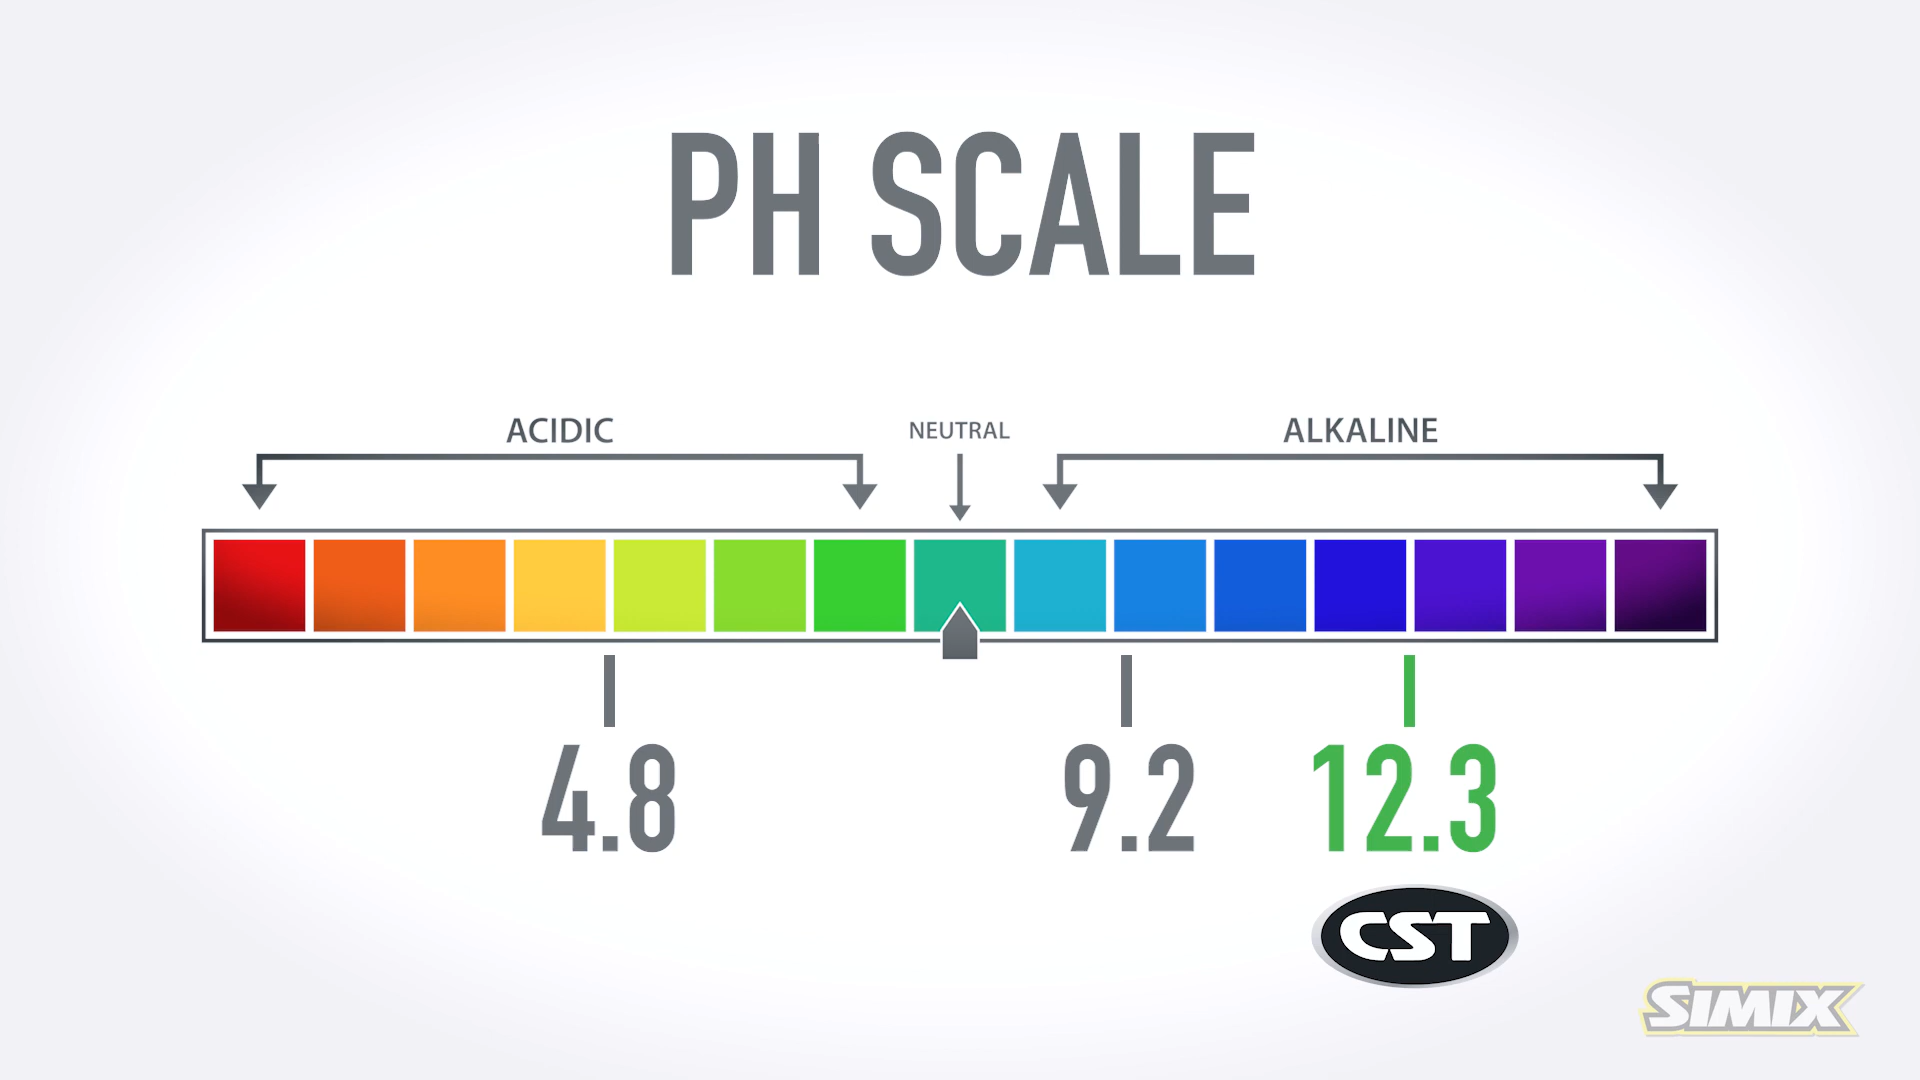 PH SCALE
ACIDIC
NEUTRAL
ALKALINE
4.8
9.2
12.3
CST
SIMIX